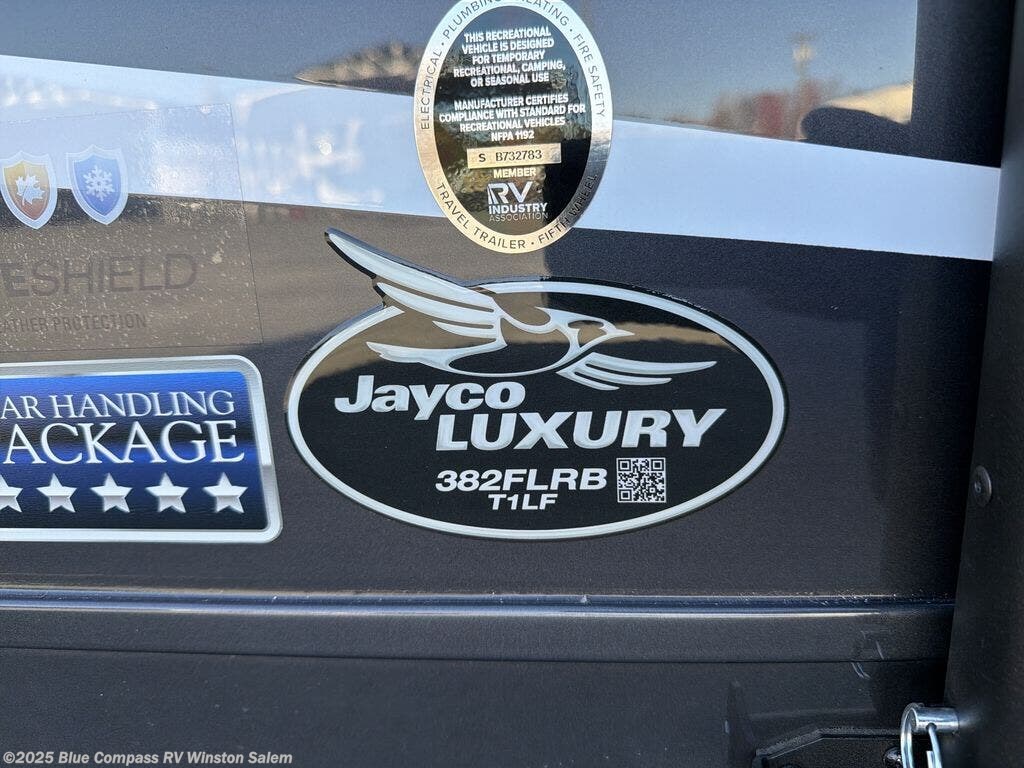 ELECTRICAL · PLUMBING · HEATING · FIRE SAFETY
THIS RECREATIONAL
VEHICLE IS DESIGNED
FOR TEMPORARY
RECREATIONAL, CAMPING,
OR SEASONAL USE
MANUFACTURER CERTIFIES
COMPLIANCE WITH STANDARD FOR
RECREATIONAL VEHICLES
NFPA 1192
S B732783
MEMBER
RV
INDUSTRY
ASSOCIATION
TRAVEL TRAILER · FIFTH WHEEL
ESHIELD
EATHER PROTECTION
AR HANDLING
PACKAGE
Jayco
LUXURY
382FLRB
T1LF
©2025 Blue Compass RV Winston Salem